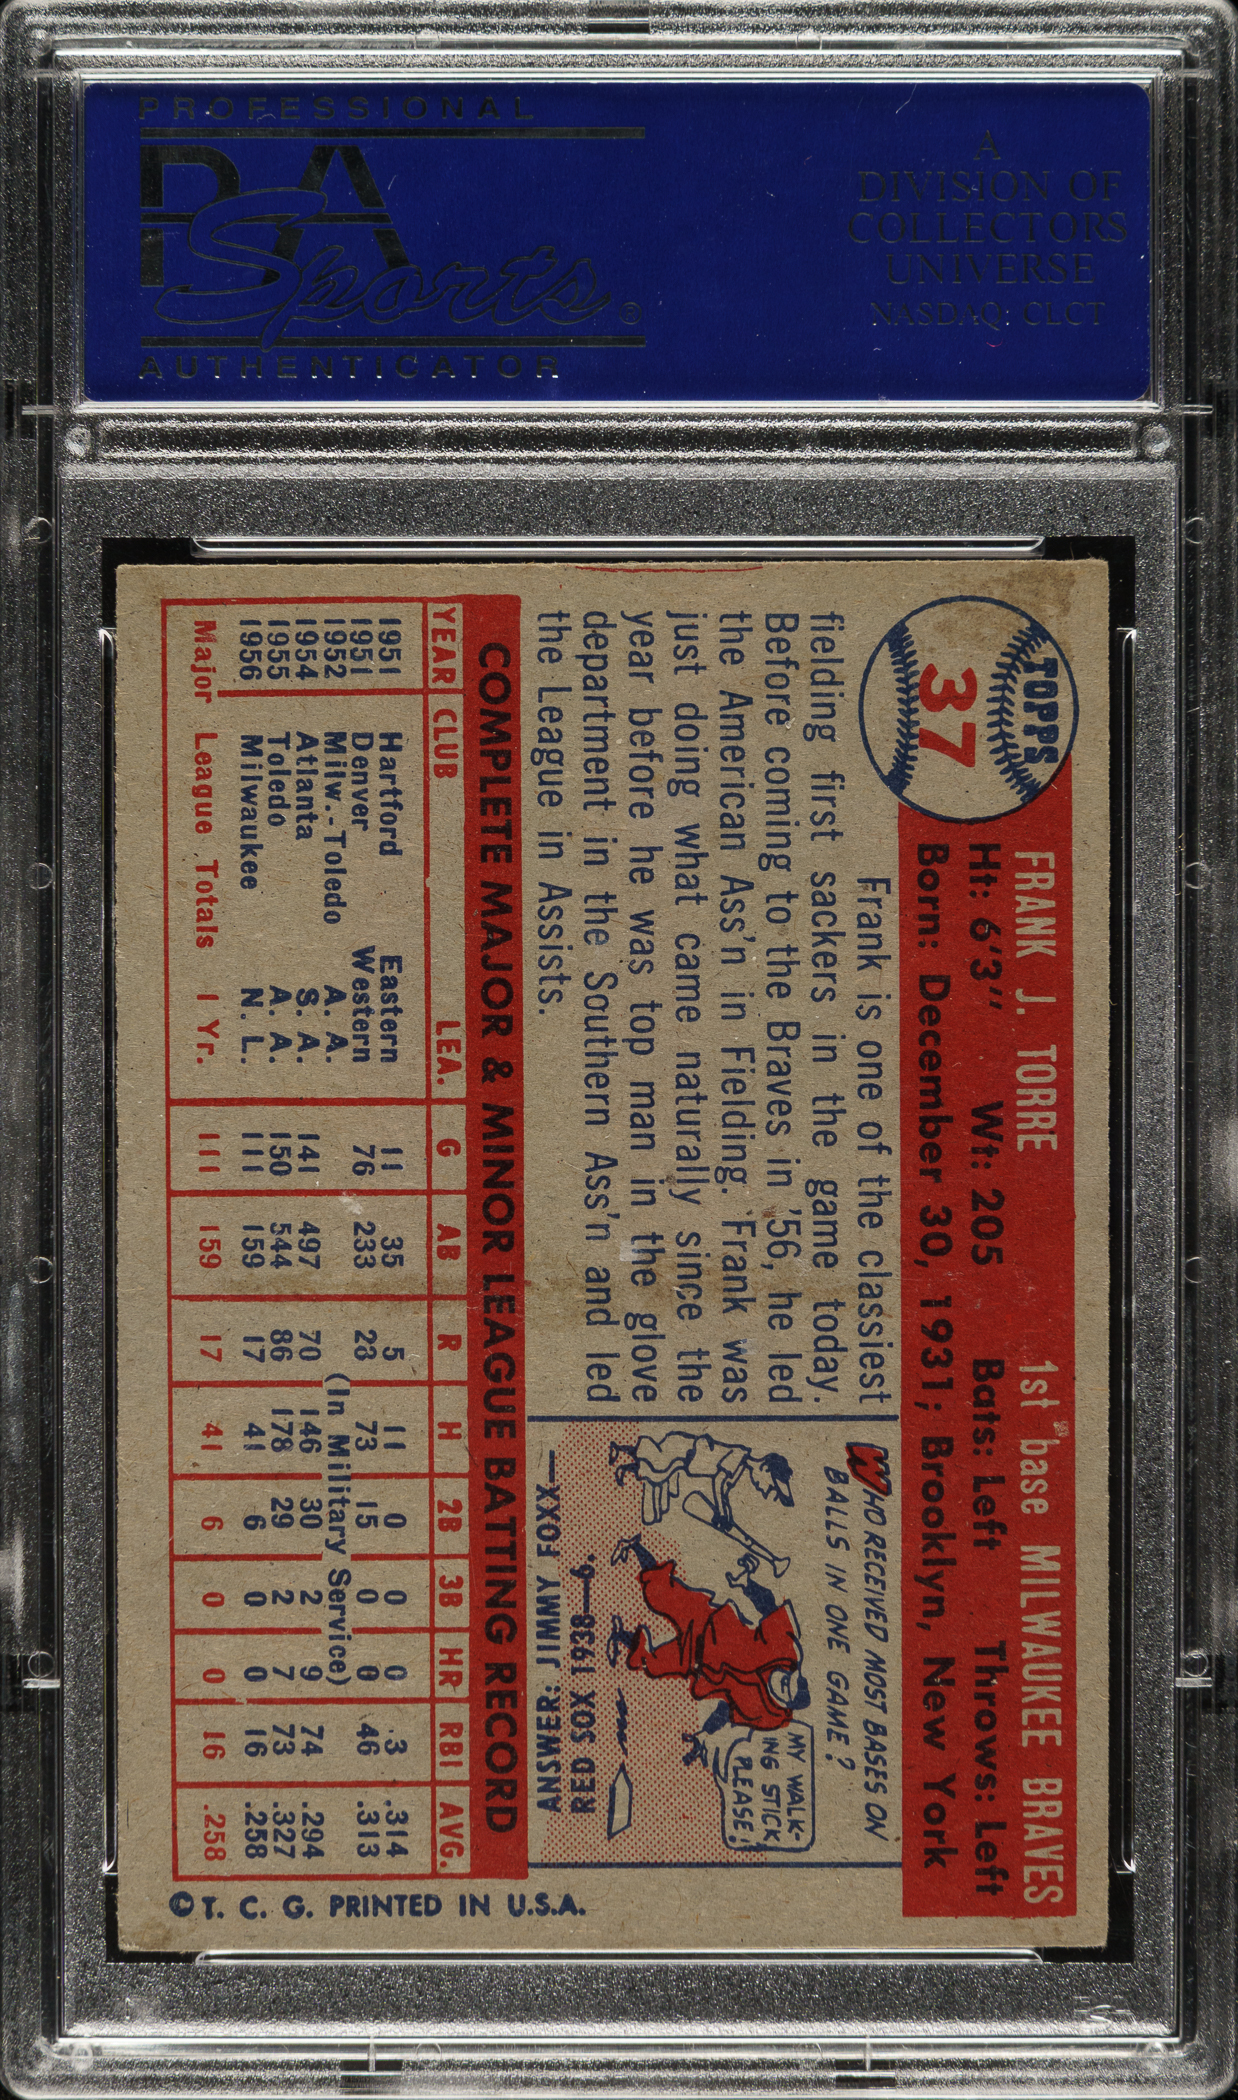 PROFESSIONAL
PSA
Sports®
AUTHENTICATOR
A
DIVISION OF
COLLECTORS
UNIVERSE
NASDAQ: CLCT
TOPPS
37
FRANK J. TORRE 1st base MILWAUKEE BRAVES
Ht: 6'3" Wt: 205 Bats: Left Throws: Left
Born: December 30, 1931; Brooklyn, New York
Frank is one of the classiest
fielding first sackers in the game today.
Before coming to the Braves in '56, he led
the American Ass'n in Fielding. Frank was
just doing what came naturally since the
year before he was top man in the glove
department in the Southern Ass'n and led
the League in Assists.
WHO RECEIVED MOST BASES ON
BALLS IN ONE GAME?
MY WALK-
ING STICK
PLEASE!
ANSWER: JIMMY FOXX—
RED SOX 1938—6.
COMPLETE MAJOR & MINOR LEAGUE BATTING RECORD
YEAR CLUB LEA. G AB R H 2B 3B HR RBI AVG.
1951 Hartford Eastern 11 35 5 11 0 0 0 .3 .314
1951 Denver Western 76 233 28 73 15 0 0 46 .313
1952 Milw.-Toledo A. A. (In Military Service)
1954 Atlanta S. A. 141 497 70 146 30 2 9 74 .294
1955 Toledo A. A. 150 544 86 178 29 2 7 73 .327
1956 Milwaukee N. L. 111 159 17 41 6 0 0 16 .258
Major League Totals 1 Yr. 111 159 17 41 6 0 0 16 .258
©T. C. G. PRINTED IN U.S.A.